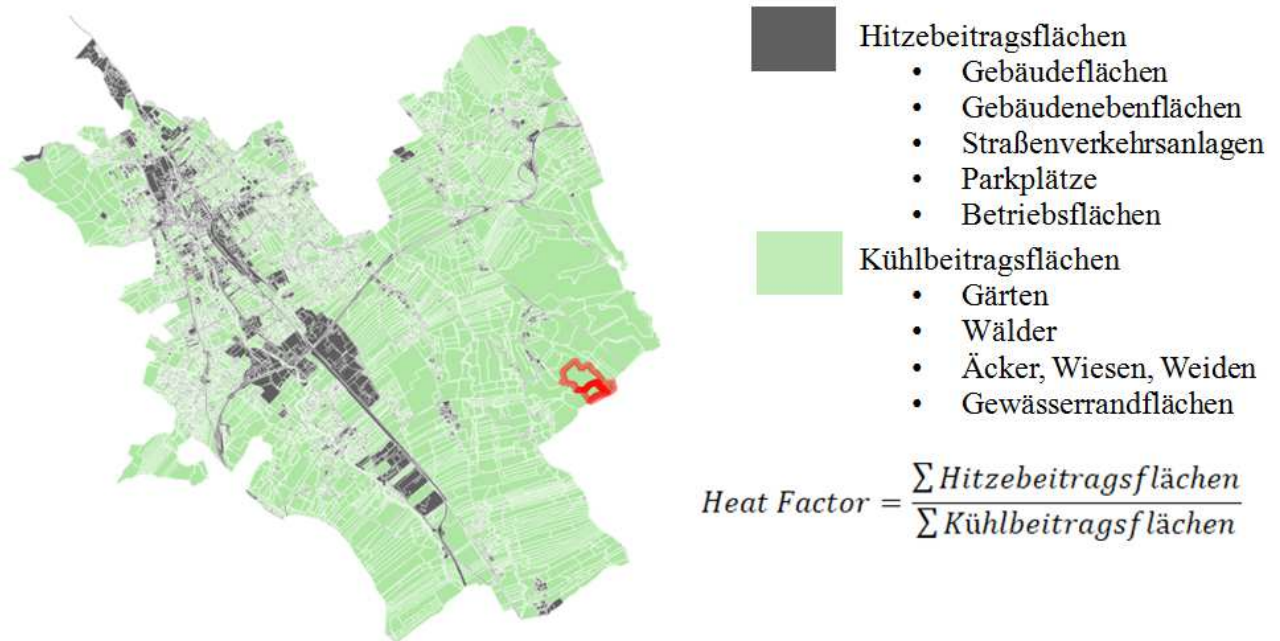 Hitzebeitragsflächen
• Gebäudeflächen
• Gebäudenebenflächen
• Straßenverkehrsanlagen
• Parkplätze
• Betriebsflächen
Kühlbeitragsflächen
• Gärten
• Wälder
• Äcker, Wiesen, Weiden
• Gewässerrandflächen
Heat Factor = ∑ Hitzebeitragsflächen
∑ Kühlbeitragsflächen